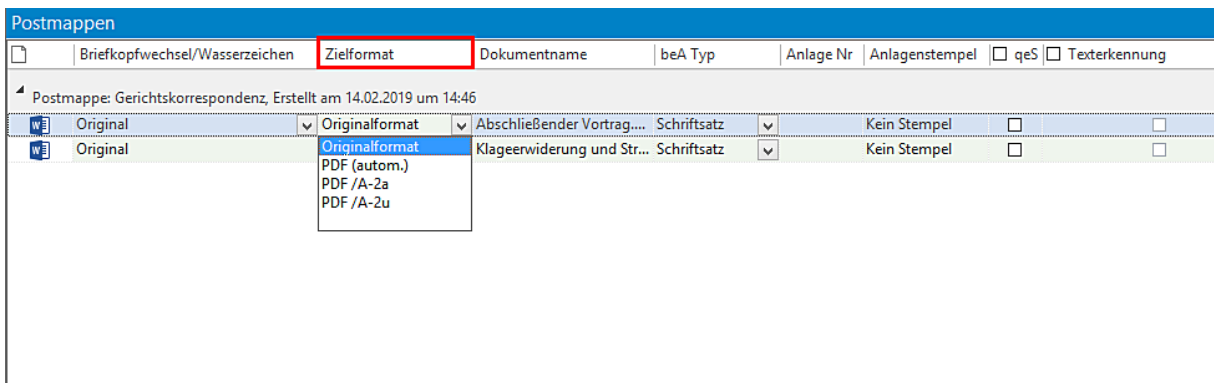 Postmappen
Briefkopfwechsel/Wasserzeichen Zielformat Dokumentname beA Typ Anlage Nr Anlagenstempel qeS Texterkennung
Postmappe: Gerichtskorrespondenz, Erstellt am 14.02.2019 um 14:46
Original Originalformat Abschließender Vortrag.... Schriftsatz Kein Stempel
Original Originalformat Klageerwiderung und Str... Schriftsatz Kein Stempel
PDF (autom.)
PDF /A-2a
PDF /A-2u